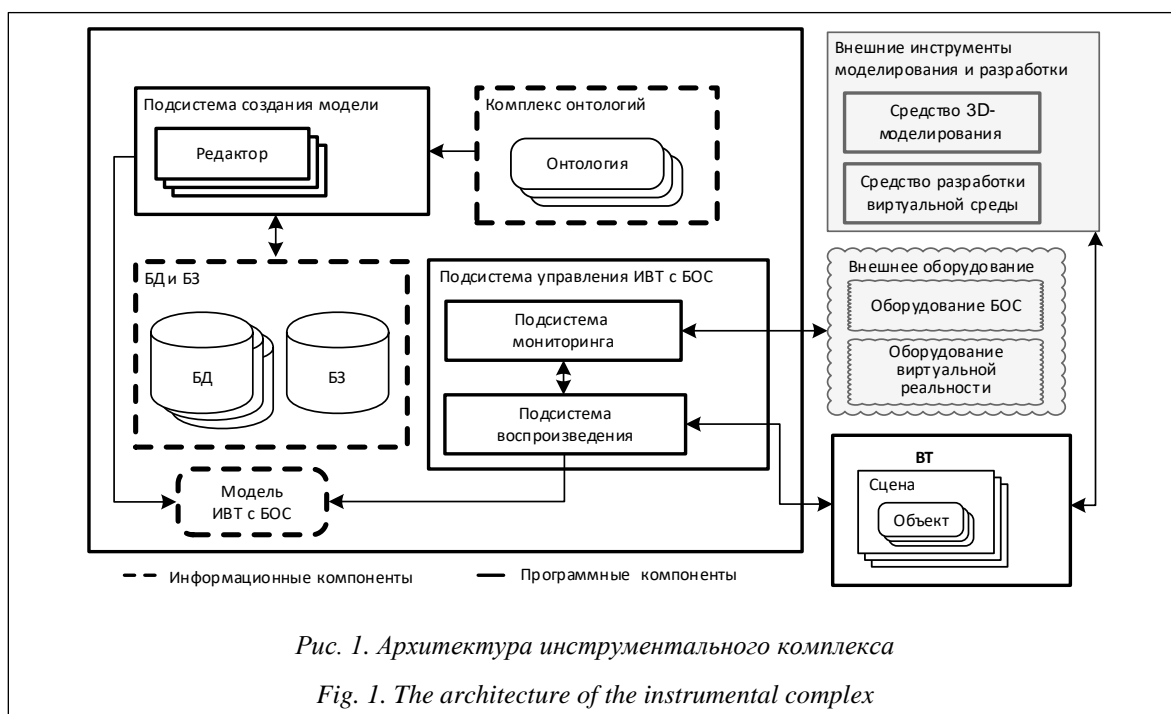 Подсистема создания модели
Редактор
Комплекс онтологий
Онтология
Внешние инструменты
моделирования и разработки
Средство 3D-
моделирования
Средство разработки
виртуальной среды
БД и БЗ
БД
БЗ
Подсистема управления ИВТ с БОС
Подсистема
мониторинга
Подсистема
воспроизведения
Внешнее оборудование
Оборудование БОС
Оборудование
виртуальной
реальности
Модель
ИВТ с БОС
ВТ
Сцена
Объект
Информационные компоненты
Программные компоненты
Рис. 1. Архитектура инструментального комплекса
Fig. 1. The architecture of the instrumental complex